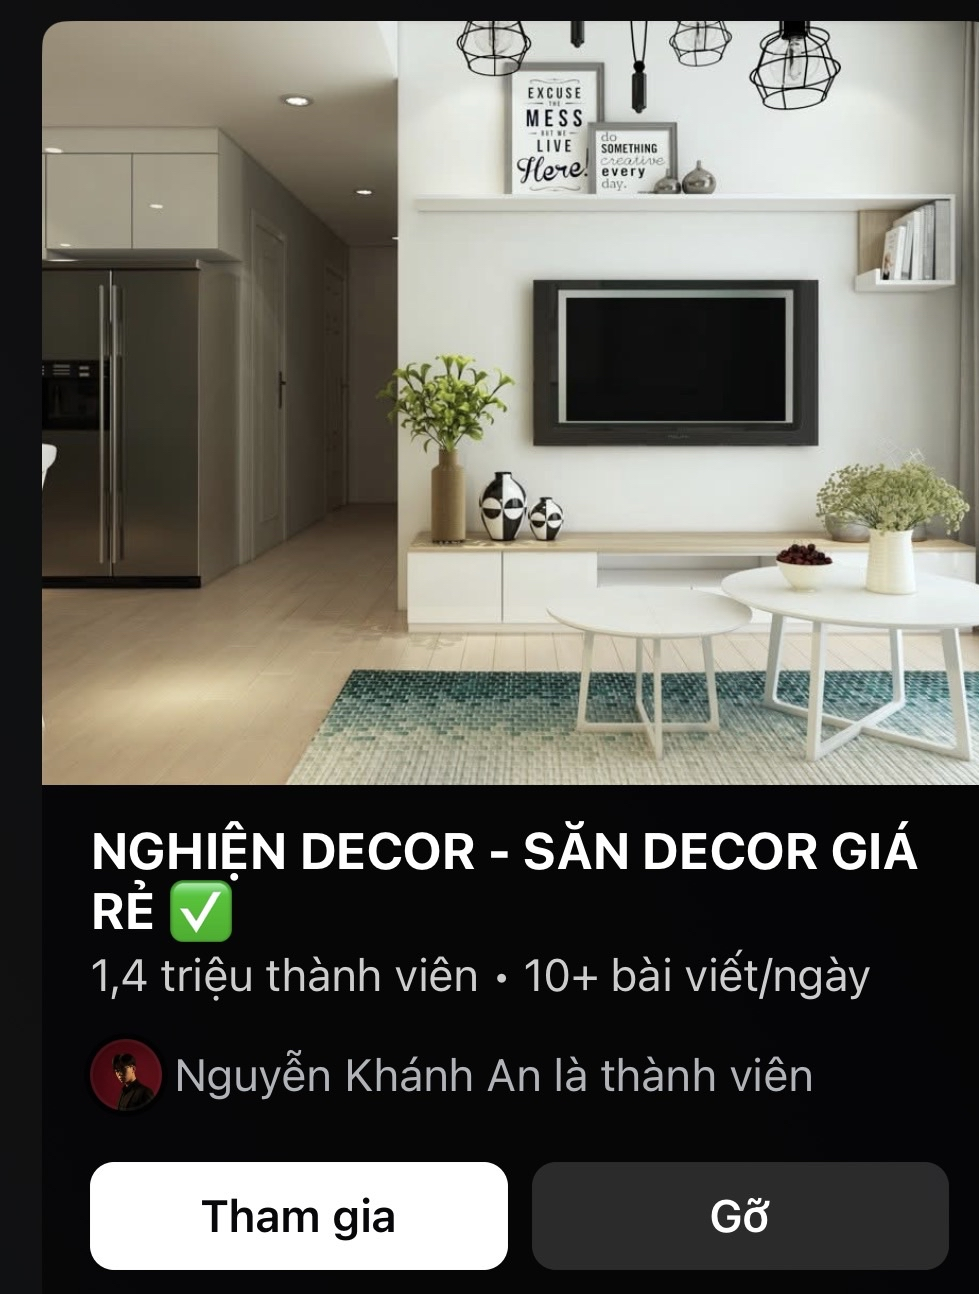 EXCUSE
THE
MESS
BUT WE
LIVE
Here!
do
SOMETHING
creative
every
day.
NGHIỆN DECOR - SĂN DECOR GIÁ
RẺ ✅
1,4 triệu thành viên • 10+ bài viết/ngày
Nguyễn Khánh An là thành viên
Tham gia
Gỡ